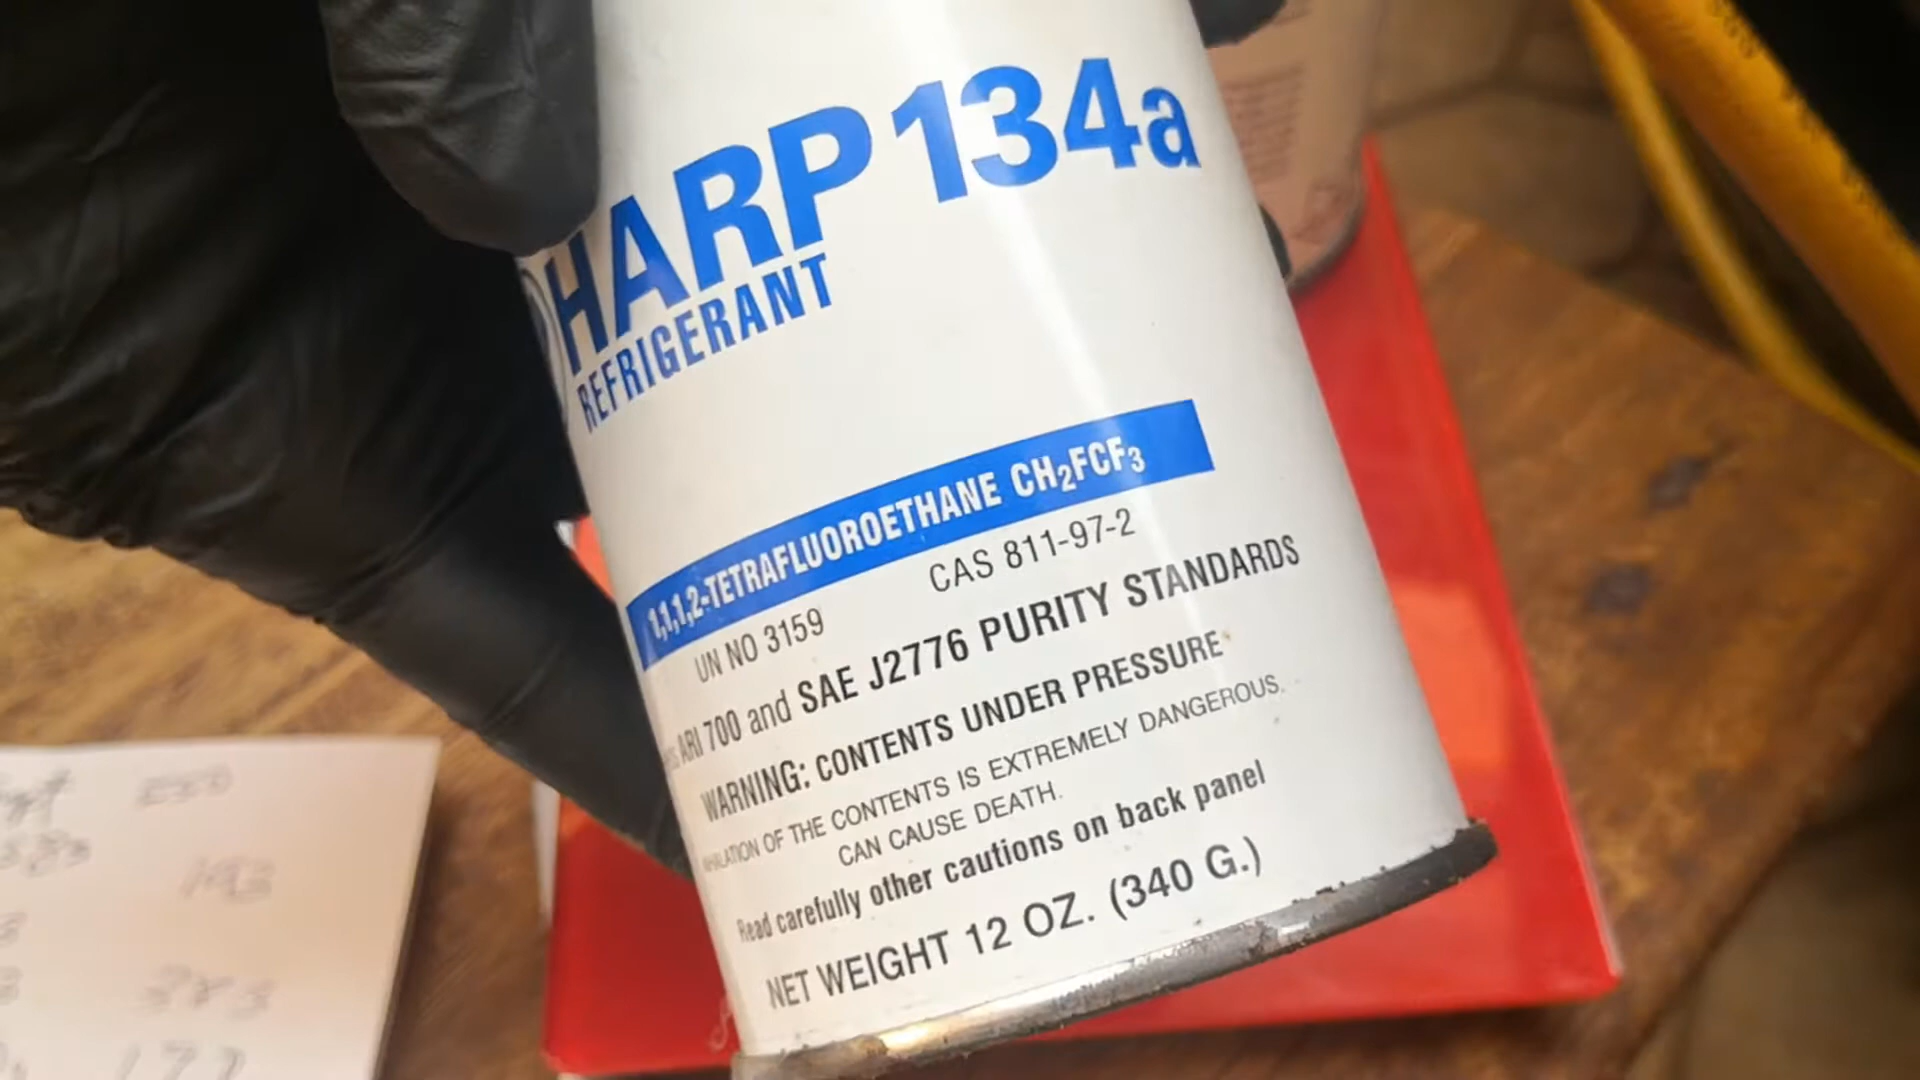 HARP 134a
REFRIGERANT
1,1,1,2-TETRAFLUOROETHANE CH₂FCF₃
UN NO 3159 CAS 811-97-2
ARI 700 and SAE J2776 PURITY STANDARDS
WARNING: CONTENTS UNDER PRESSURE
INHALATION OF THE CONTENTS IS EXTREMELY DANGEROUS.
CAN CAUSE DEATH.
Read carefully other cautions on back panel
NET WEIGHT 12 OZ. (340 G.)